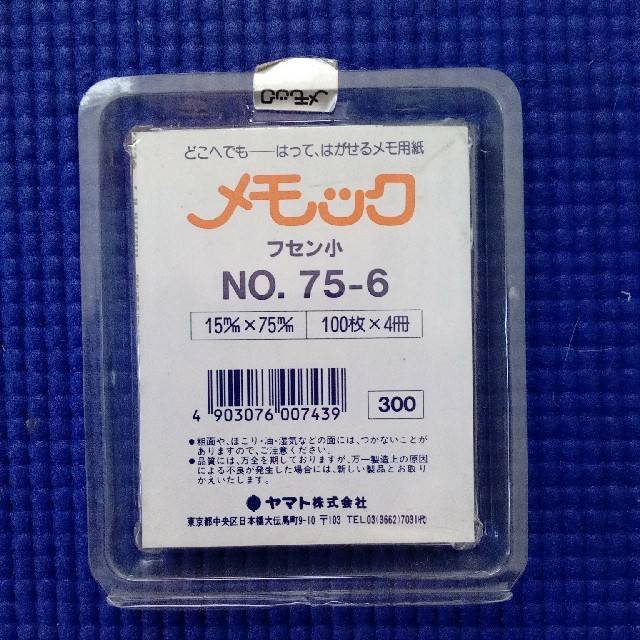 メモック
どこへでも——はって、はがせるメモ用紙
メモック
フセン小
NO. 75-6
15㎜×75㎜ 100枚×4冊
4 903076 007439
300
●粗面や、ほこり・油・湿気などの面には、つかないことが
ありますので、ご注意ください。
●品質には、万全を期しておりますが、万一製造上の原因
による不良が発生した場合には、新しい製品とお取り
かえいたします。
ヤマト株式会社
東京都中央区日本橋大伝馬町9-10 〒103 TEL03(3662)7031代